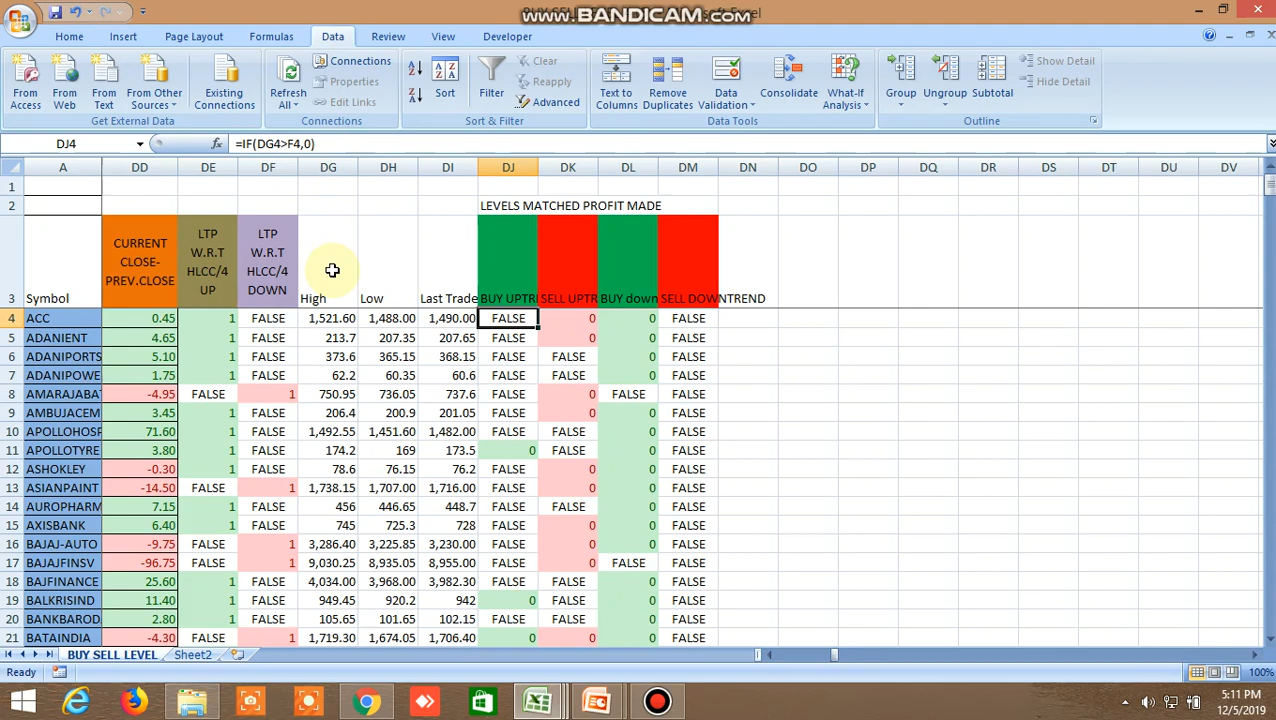 www.BANDICAM.com
Home Insert Page Layout Formulas Data Review View Developer
From Access
From Web
From Text
From Other Sources
Existing Connections
Get External Data
Refresh All
Connections
Properties
Edit Links
Connections
Sort
Filter
Clear
Reapply
Advanced
Sort & Filter
Text to Columns
Remove Duplicates
Data Validation
Consolidate
What-If Analysis
Data Tools
Group
Ungroup
Subtotal
Show Detail
Hide Detail
Outline
DJ4 fx =IF(DG4>F4,0)
A DD DE DF DG DH DI DJ DK DL DM DN DO DP DQ DR DS DT DU DV
1
2 LEVELS MATCHED PROFIT MADE
3 Symbol
CURRENT CLOSE-PREV.CLOSE
LTP W.R.T HLCC/4 UP
LTP W.R.T HLCC/4 DOWN
High Low Last Trade BUY UPTR SELL UPTR BUY down SELL DOWNTREND
4 ACC 0.45 1 FALSE 1,521.60 1,488.00 1,490.00 FALSE 0 0 FALSE
5 ADANIENT 4.65 1 FALSE 213.7 207.35 207.65 FALSE 0 0 FALSE
6 ADANIPORTS 5.10 1 FALSE 373.6 365.15 368.15 FALSE FALSE 0 FALSE
7 ADANIPOWE 1.75 1 FALSE 62.2 60.35 60.6 FALSE FALSE 0 FALSE
8 AMARAJABA -4.95 FALSE 1 750.95 736.05 737.6 FALSE 0 FALSE FALSE
9 AMBUJACEM 3.45 1 FALSE 206.4 200.9 201.05 FALSE 0 0 FALSE
10 APOLLOHOSP 71.60 1 FALSE 1,492.55 1,451.60 1,482.00 FALSE FALSE 0 FALSE
11 APOLLOTYRE 3.80 1 FALSE 174.2 169 173.5 0 FALSE 0 FALSE
12 ASHOKLEY -0.30 1 FALSE 78.6 76.15 76.2 FALSE 0 0 FALSE
13 ASIANPAINT -14.50 FALSE 1 1,738.15 1,707.00 1,716.00 FALSE 0 0 FALSE
14 AUROPHARM 7.15 1 FALSE 456 446.65 448.7 FALSE FALSE 0 FALSE
15 AXISBANK 6.40 1 FALSE 745 725.3 728 FALSE 0 0 FALSE
16 BAJAJ-AUTO -9.75 FALSE 1 3,286.40 3,225.85 3,230.00 FALSE 0 0 FALSE
17 BAJAJFINSV -96.75 FALSE 1 9,030.25 8,935.05 8,955.00 FALSE 0 FALSE FALSE
18 BAJFINANCE 25.60 1 FALSE 4,034.00 3,968.00 3,982.30 FALSE FALSE 0 FALSE
19 BALKRISIND 11.40 1 FALSE 949.45 920.2 942 0 FALSE 0 FALSE
20 BANKBAROD 2.80 1 FALSE 105.65 101.65 102.15 FALSE FALSE 0 FALSE
21 BATAINDIA -4.30 FALSE 1 1,719.30 1,674.05 1,706.40 0 0 0 FALSE
BUY SELL LEVEL Sheet2
Ready 100%
5:11 PM
12/5/2019